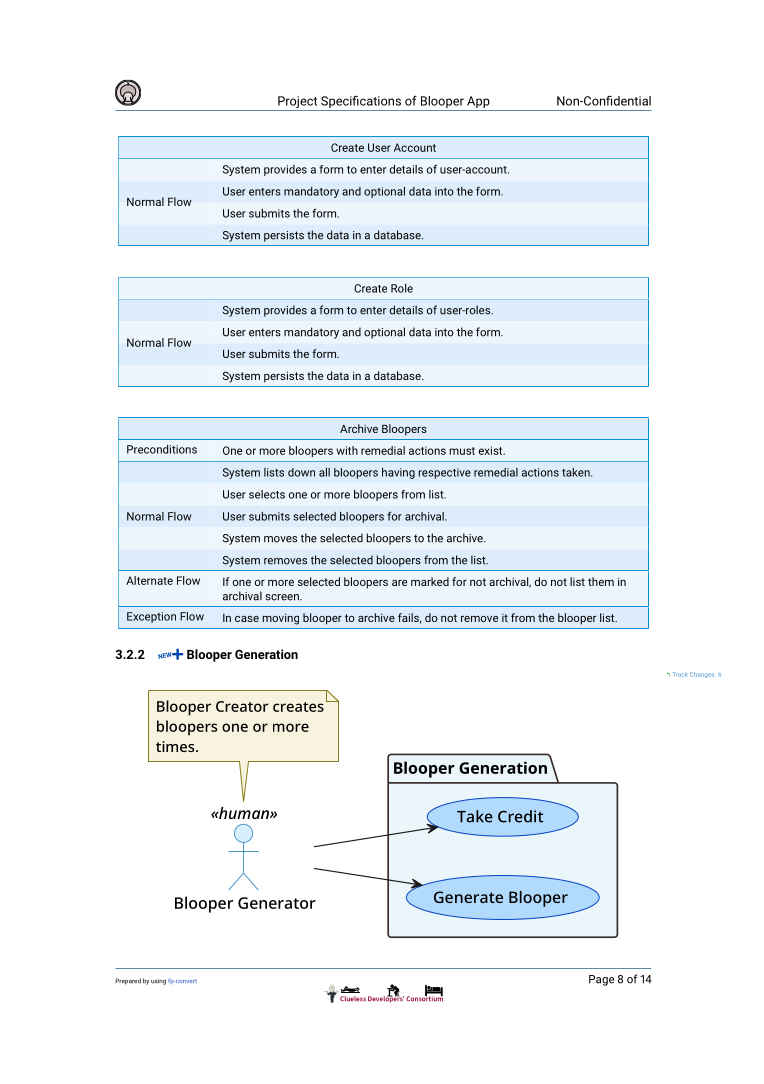 Project Specifications of Blooper App Non-Confidential
Create User Account
Normal Flow
System provides a form to enter details of user-account.
User enters mandatory and optional data into the form.
User submits the form.
System persists the data in a database.
Create Role
Normal Flow
System provides a form to enter details of user-roles.
User enters mandatory and optional data into the form.
User submits the form.
System persists the data in a database.
Archive Bloopers
Preconditions One or more bloopers with remedial actions must exist.
Normal Flow
System lists down all bloopers having respective remedial actions taken.
User selects one or more bloopers from list.
User submits selected bloopers for archival.
System moves the selected bloopers to the archive.
System removes the selected bloopers from the list.
Alternate Flow If one or more selected bloopers are marked for not archival, do not list them in
archival screen.
Exception Flow In case moving blooper to archive fails, do not remove it from the blooper list.
3.2.2 NEW+ Blooper Generation
↰ Track Changes: 6
Blooper Creator creates
bloopers one or more
times.
«human»
Blooper Generator
Blooper Generation
Take Credit
Generate Blooper
Prepared by using fp-convert
Page 8 of 14
Clueless Developers' Consortium